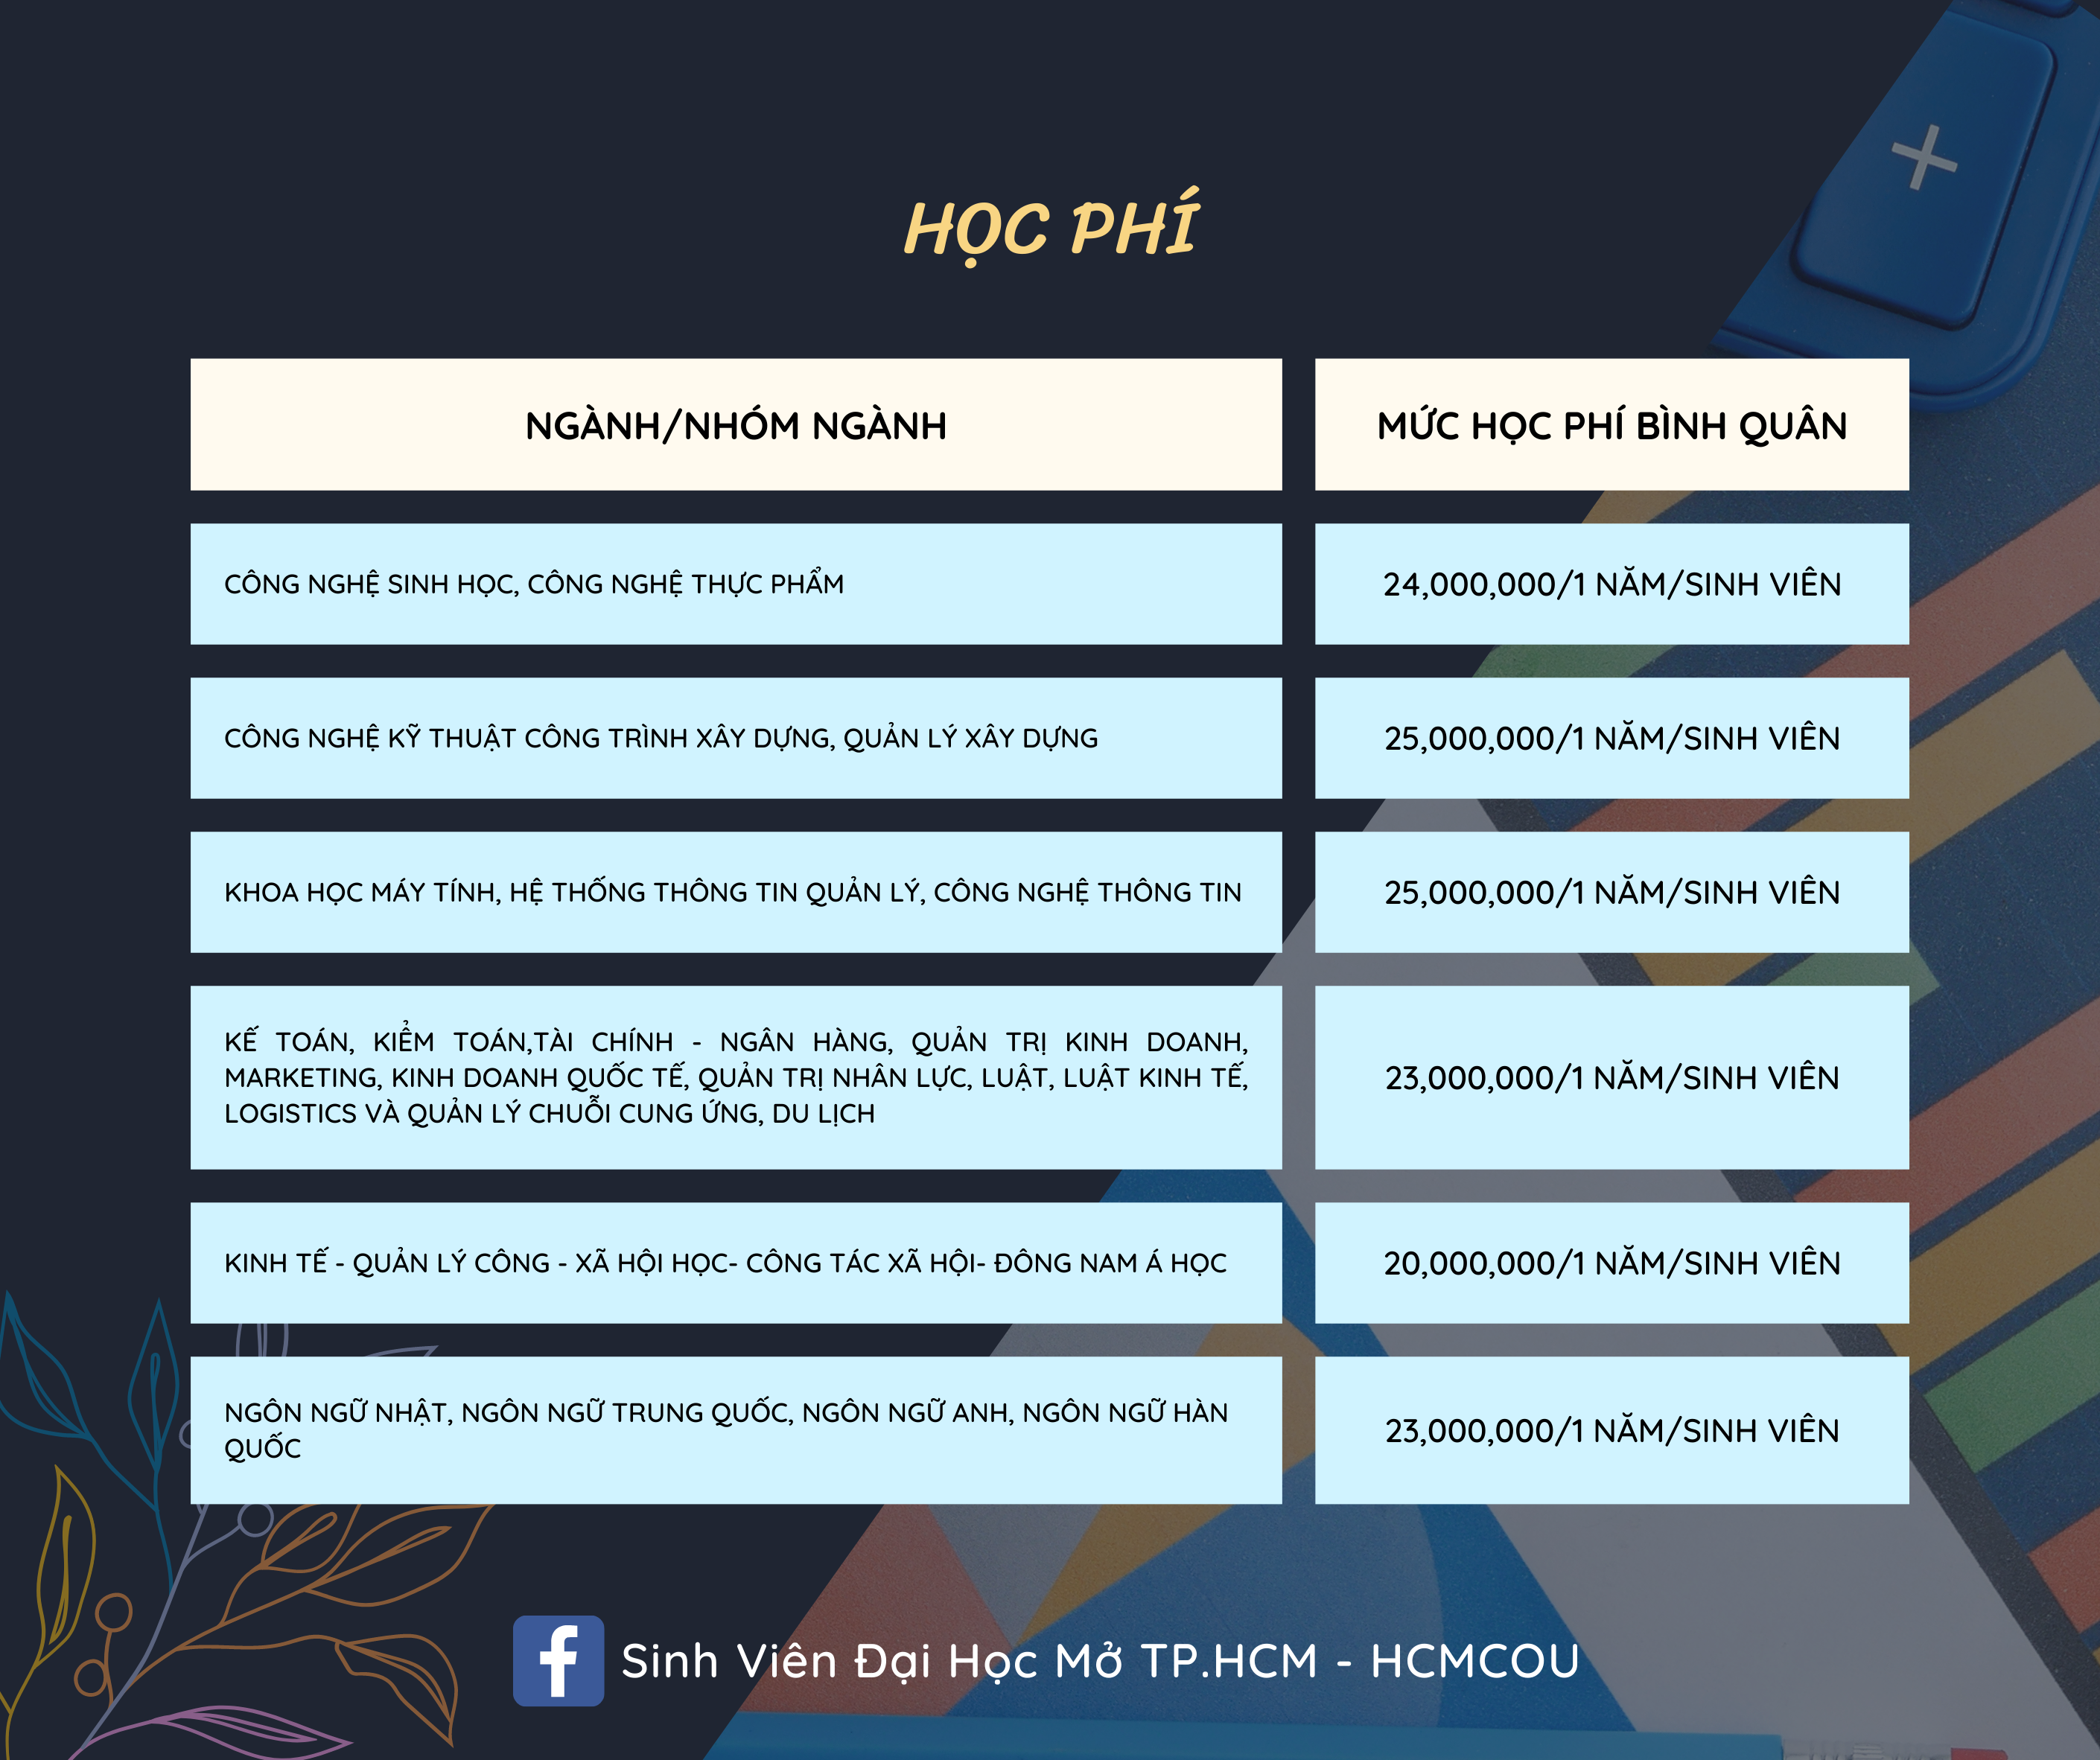 HỌC PHÍ
NGÀNH/NHÓM NGÀNH
MỨC HỌC PHÍ BÌNH QUÂN
CÔNG NGHỆ SINH HỌC, CÔNG NGHỆ THỰC PHẨM
24,000,000/1 NĂM/SINH VIÊN
CÔNG NGHỆ KỸ THUẬT CÔNG TRÌNH XÂY DỰNG, QUẢN LÝ XÂY DỰNG
25,000,000/1 NĂM/SINH VIÊN
KHOA HỌC MÁY TÍNH, HỆ THỐNG THÔNG TIN QUẢN LÝ, CÔNG NGHỆ THÔNG TIN
25,000,000/1 NĂM/SINH VIÊN
KẾ TOÁN, KIỂM TOÁN,TÀI CHÍNH - NGÂN HÀNG, QUẢN TRỊ KINH DOANH,
MARKETING, KINH DOANH QUỐC TẾ, QUẢN TRỊ NHÂN LỰC, LUẬT, LUẬT KINH TẾ,
LOGISTICS VÀ QUẢN LÝ CHUỖI CUNG ỨNG, DU LỊCH
23,000,000/1 NĂM/SINH VIÊN
KINH TẾ - QUẢN LÝ CÔNG - XÃ HỘI HỌC- CÔNG TÁC XÃ HỘI- ĐÔNG NAM Á HỌC
20,000,000/1 NĂM/SINH VIÊN
NGÔN NGỮ NHẬT, NGÔN NGỮ TRUNG QUỐC, NGÔN NGỮ ANH, NGÔN NGỮ HÀN
QUỐC
23,000,000/1 NĂM/SINH VIÊN
Sinh Viên Đại Học Mở TP.HCM - HCMCOU